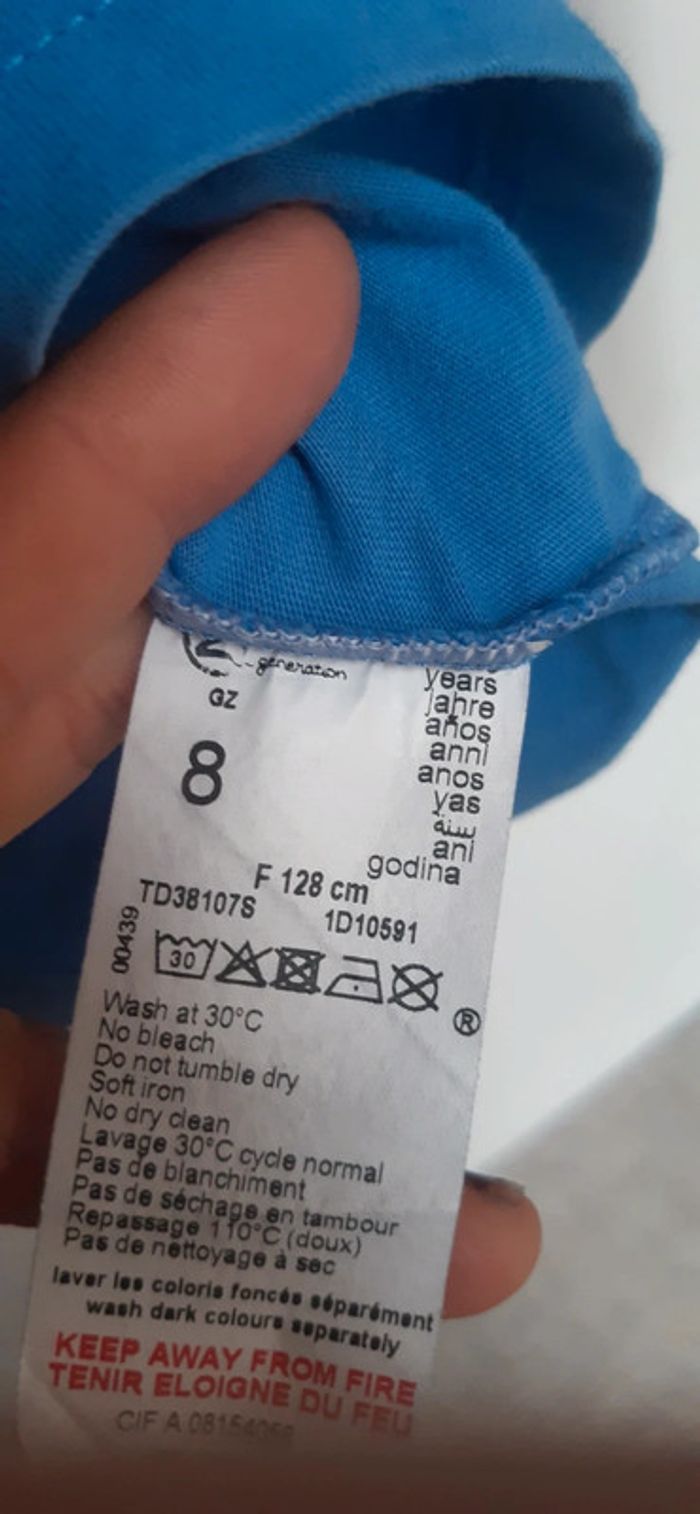 generation
GZ
8
years
Jahre
años
anni
anos
yas
سنة
ani
godina
F 128 cm
TD38107S 1D10591
00439
30
®
Wash at 30°C
No bleach
Do not tumble dry
Soft iron
No dry clean
Lavage 30°C cycle normal
Pas de blanchiment
Pas de séchage en tambour
Repassage 110°C (doux)
Pas de nettoyage à sec
laver les coloris foncés séparément
wash dark colours separately
KEEP AWAY FROM FIRE
TENIR ELOIGNE DU FEU
CIF A